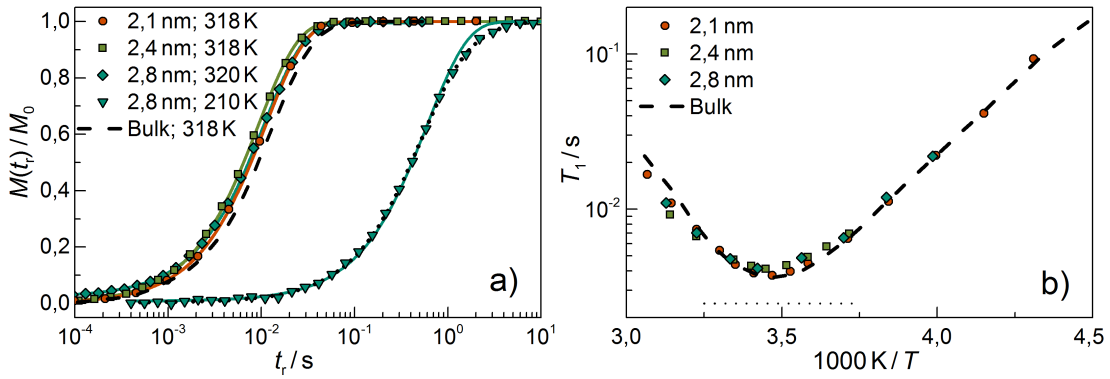 1,0
0,8
0,6
0,4
0,2
0,0
M(tᵣ) / M₀
2,1 nm; 318 K
2,4 nm; 318 K
2,8 nm; 320 K
2,8 nm; 210 K
Bulk; 318 K
a)
10⁻⁴ 10⁻³ 10⁻² 10⁻¹ 10⁰ 10¹
tᵣ / s
10⁻¹
10⁻²
T₁ / s
2,1 nm
2,4 nm
2,8 nm
Bulk
b)
3,0 3,5 4,0 4,5
1000 K / T